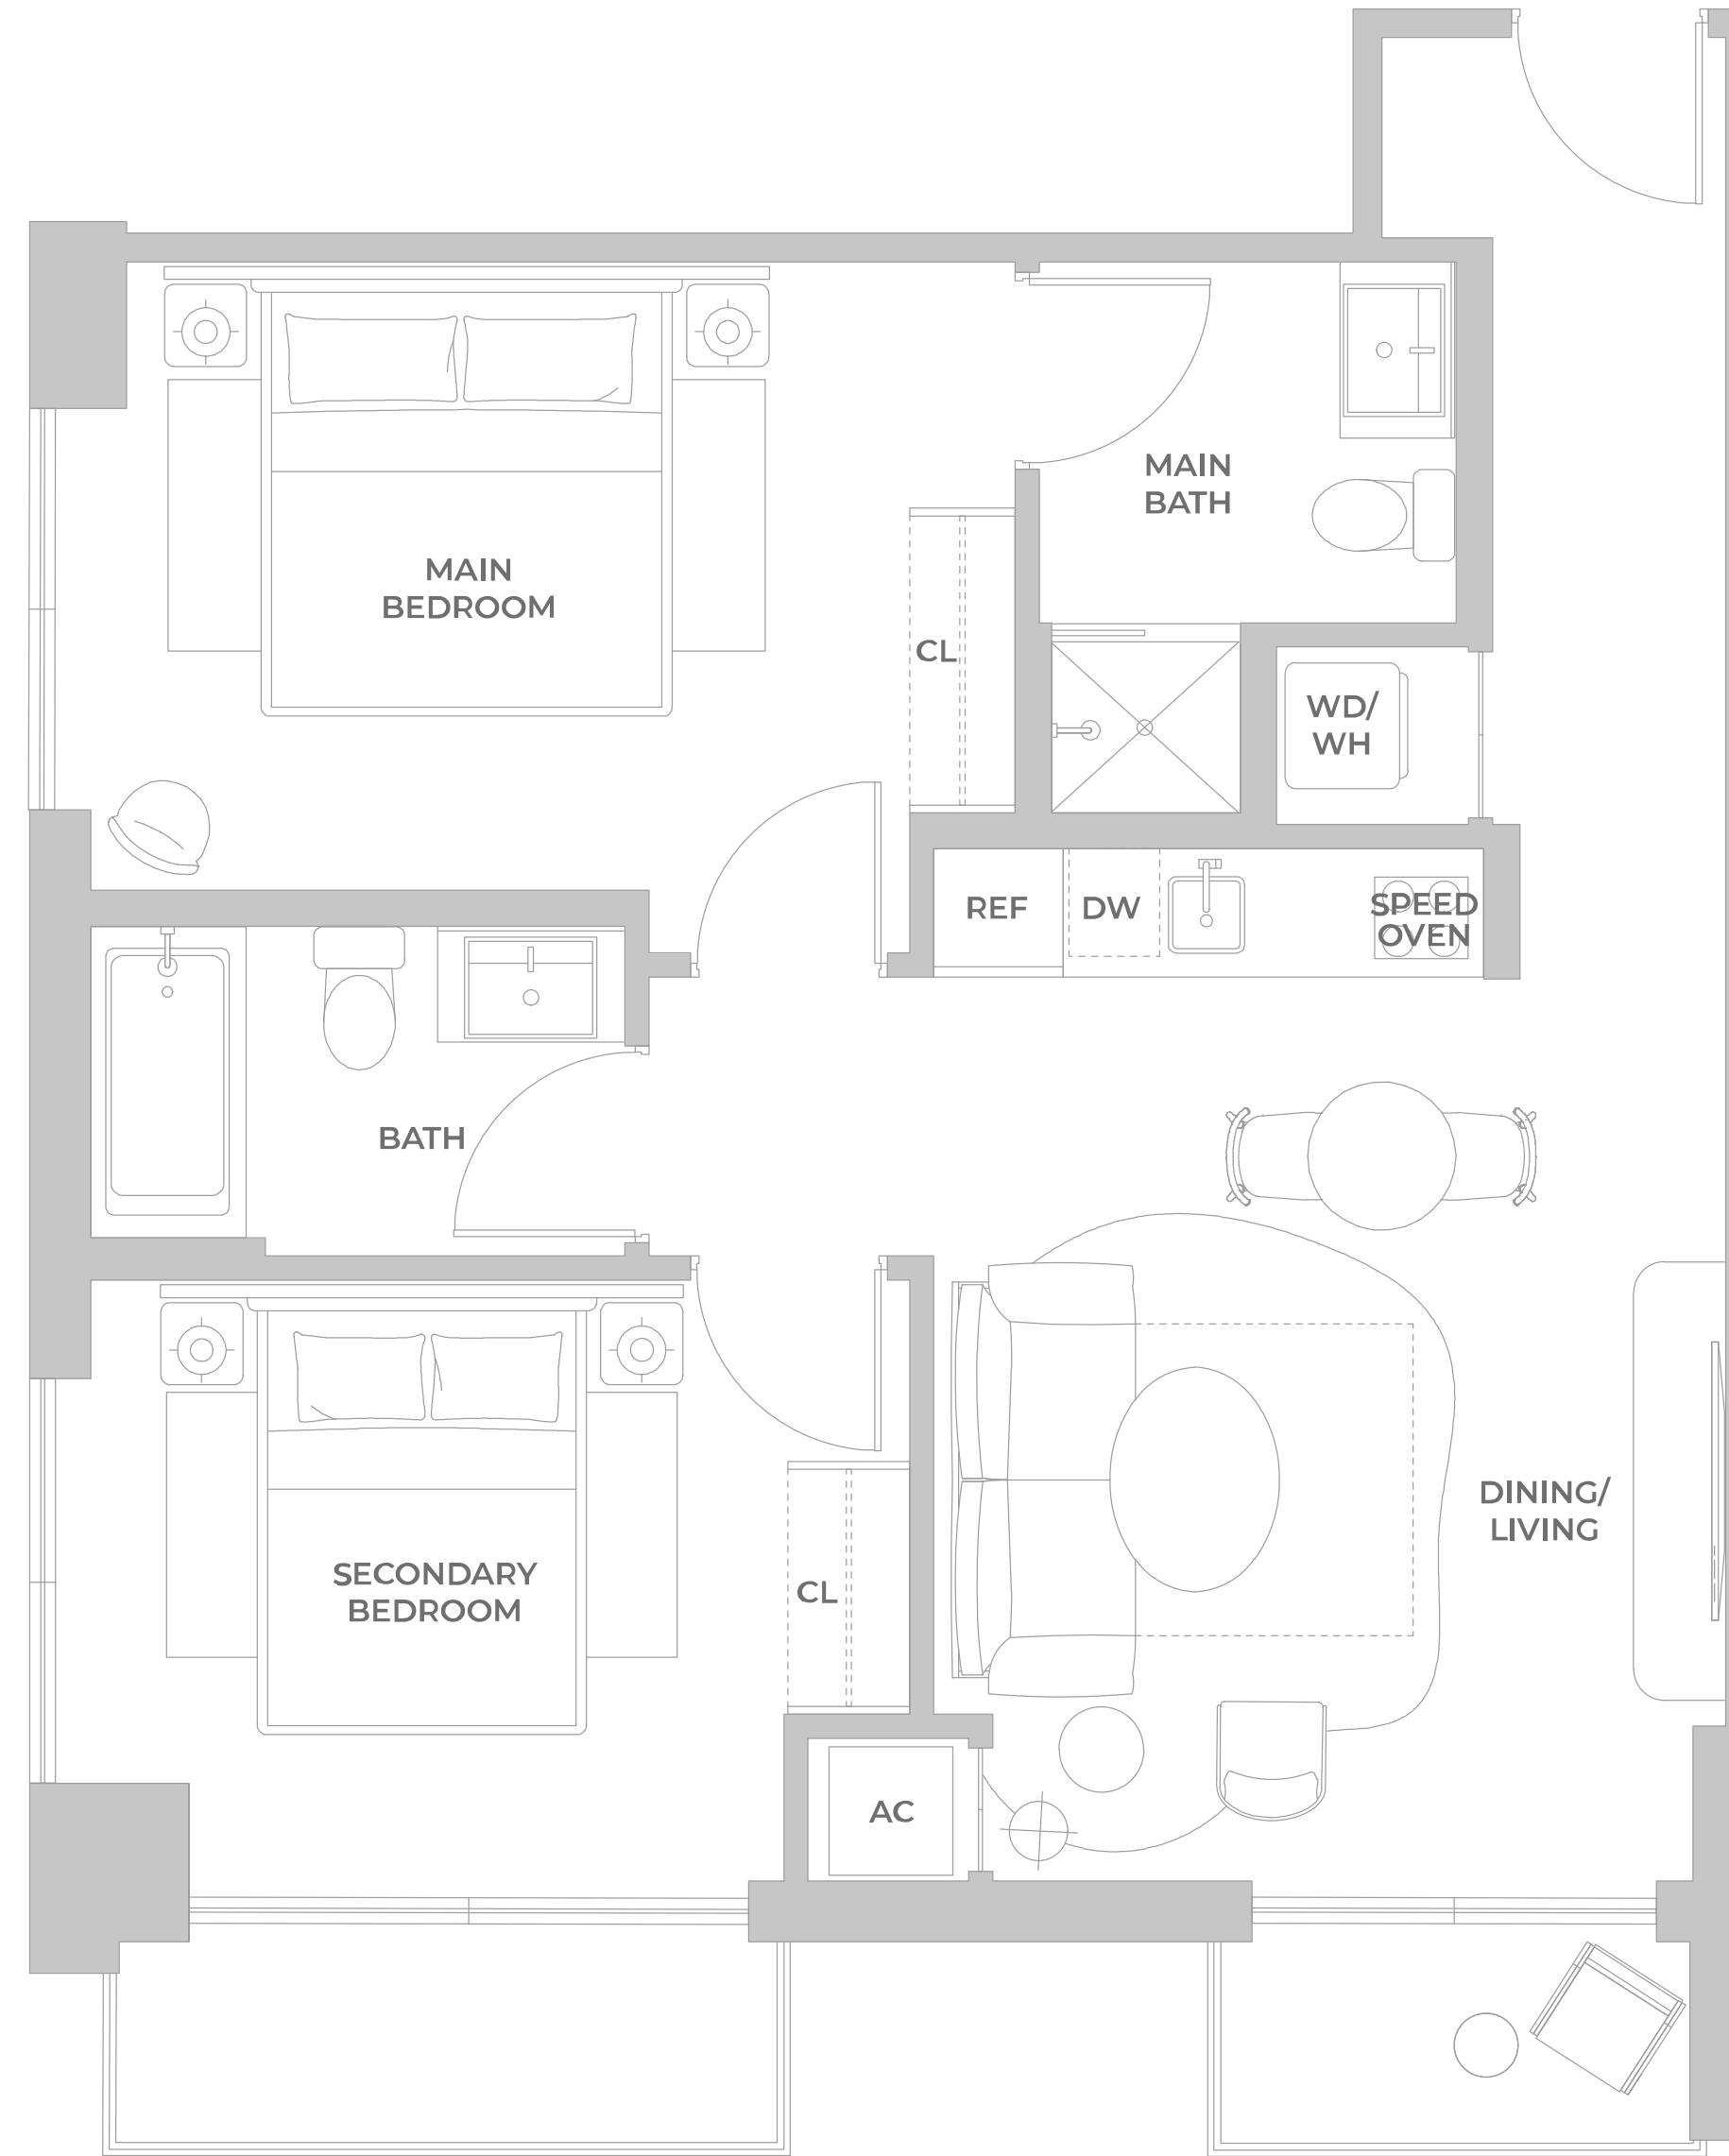 MAIN
BATH
MAIN
BEDROOM
CL
WD/
WH
REF
DW
SPEED
OVEN
BATH
DINING/
LIVING
SECONDARY
BEDROOM
CL
AC